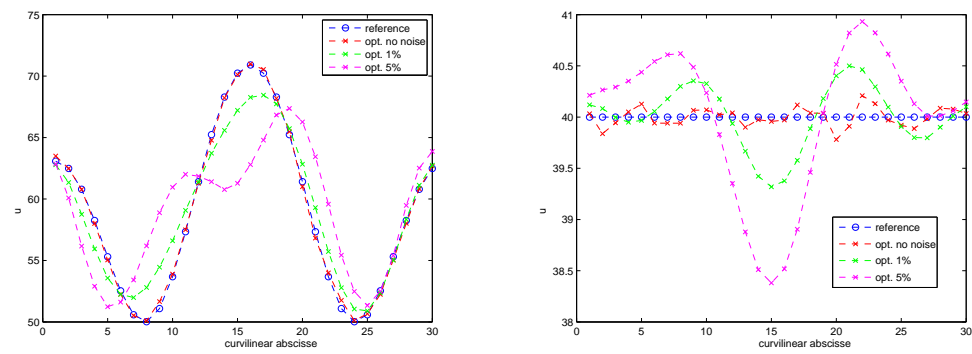 75
70
65
60
55
50
u
0 5 10 15 20 25 30
curvilinear abscisse
reference
opt. no noise
opt. 1%
opt. 5%
41
40.5
40
39.5
39
38.5
38
u
0 5 10 15 20 25 30
curvilinear abscisse
reference
opt. no noise
opt. 1%
opt. 5%